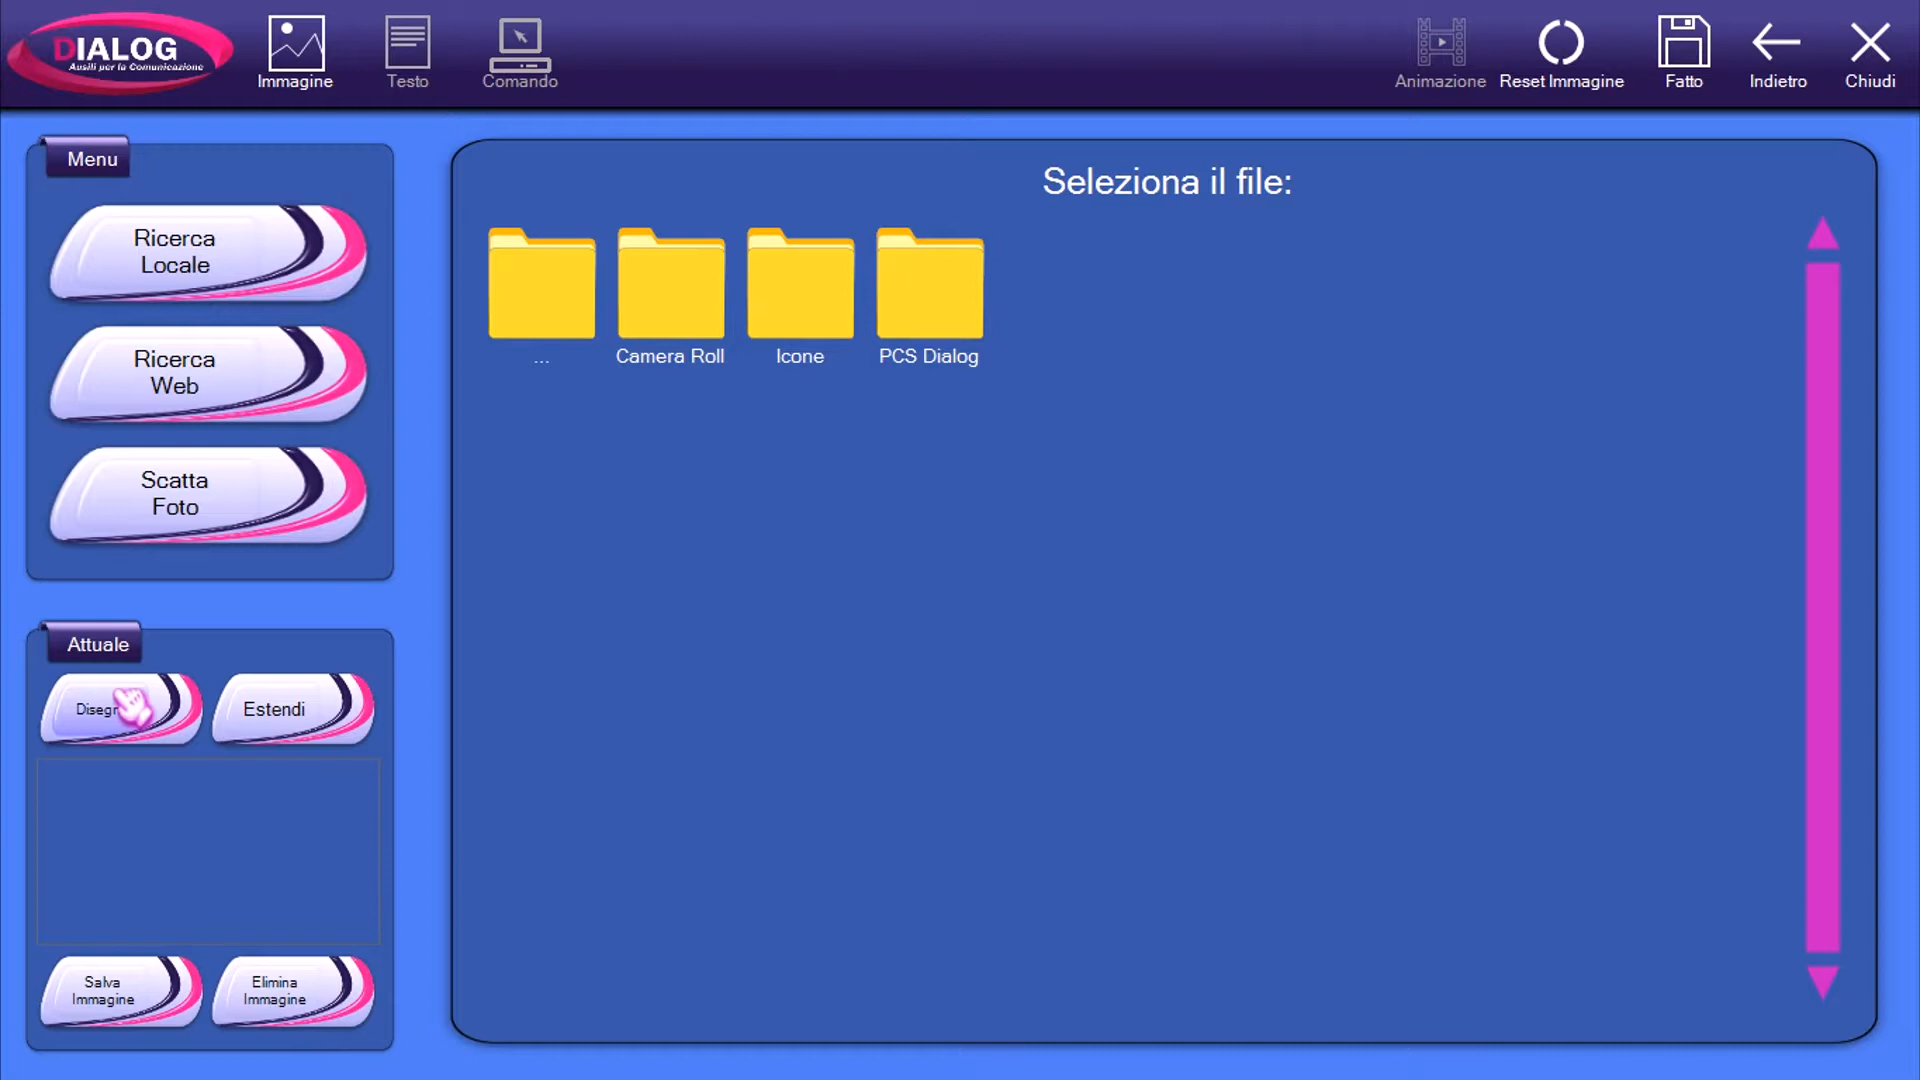 DIALOG
Ausili per la Comunicazione
Immagine
Testo
Comando
Animazione
Reset Immagine
Fatto
Indietro
Chiudi
Menu
Ricerca
Locale
Ricerca
Web
Scatta
Foto
Attuale
Estendi
Salva
Immagine
Elimina
Immagine
Seleziona il file:
...
Camera Roll
Icone
PCS Dialog